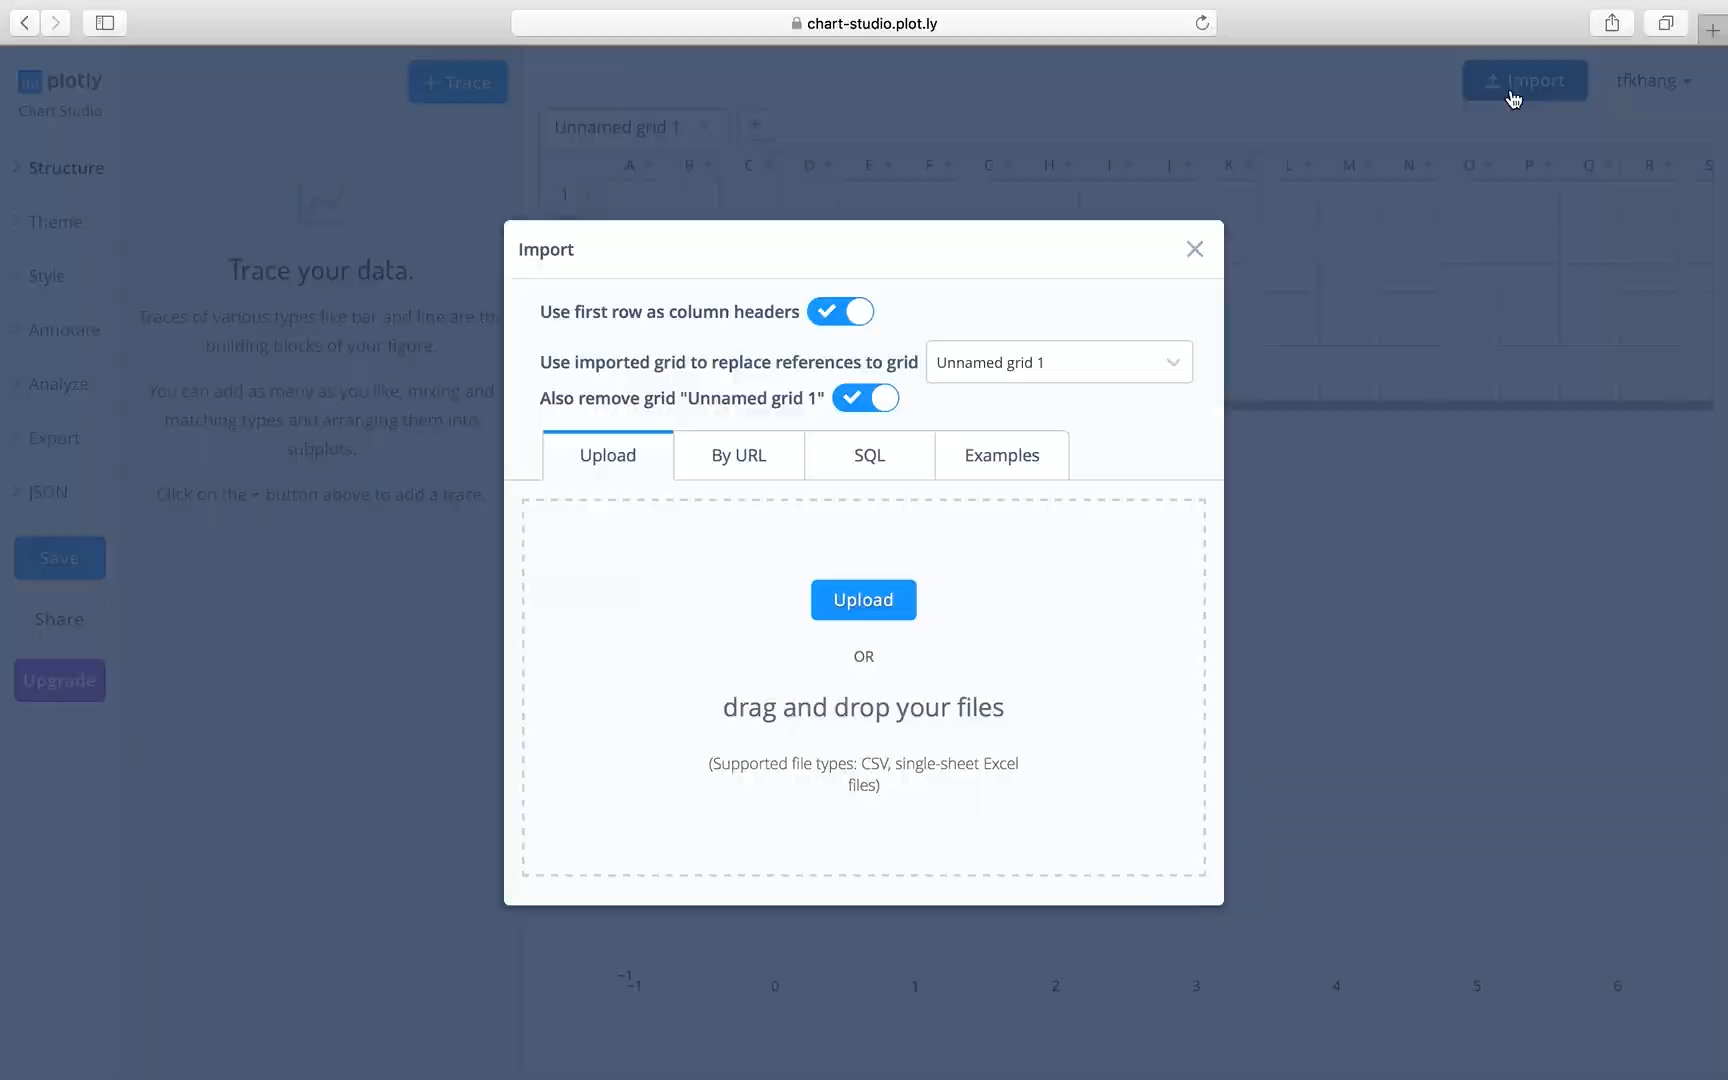 chart-studio.plot.ly
plotly
Chart Studio
+ Trace
Import
tfkhang
Unnamed grid 1
+
A B C D E F G H I J K L M N O P Q R S
1
Structure
Theme
Style
Annotate
Analyze
Export
JSON
Save
Share
Upgrade
Trace your data.
Traces of various types like bar and line are the
building blocks of your figure.
You can add as many as you like, mixing and
matching types and arranging them into
subplots.
Click on the + button above to add a trace.
Import
Use first row as column headers
Use imported grid to replace references to grid Unnamed grid 1
Also remove grid "Unnamed grid 1"
Upload By URL SQL Examples
Upload
OR
drag and drop your files
(Supported file types: CSV, single-sheet Excel
files)
−1
−1 0 1 2 3 4 5 6